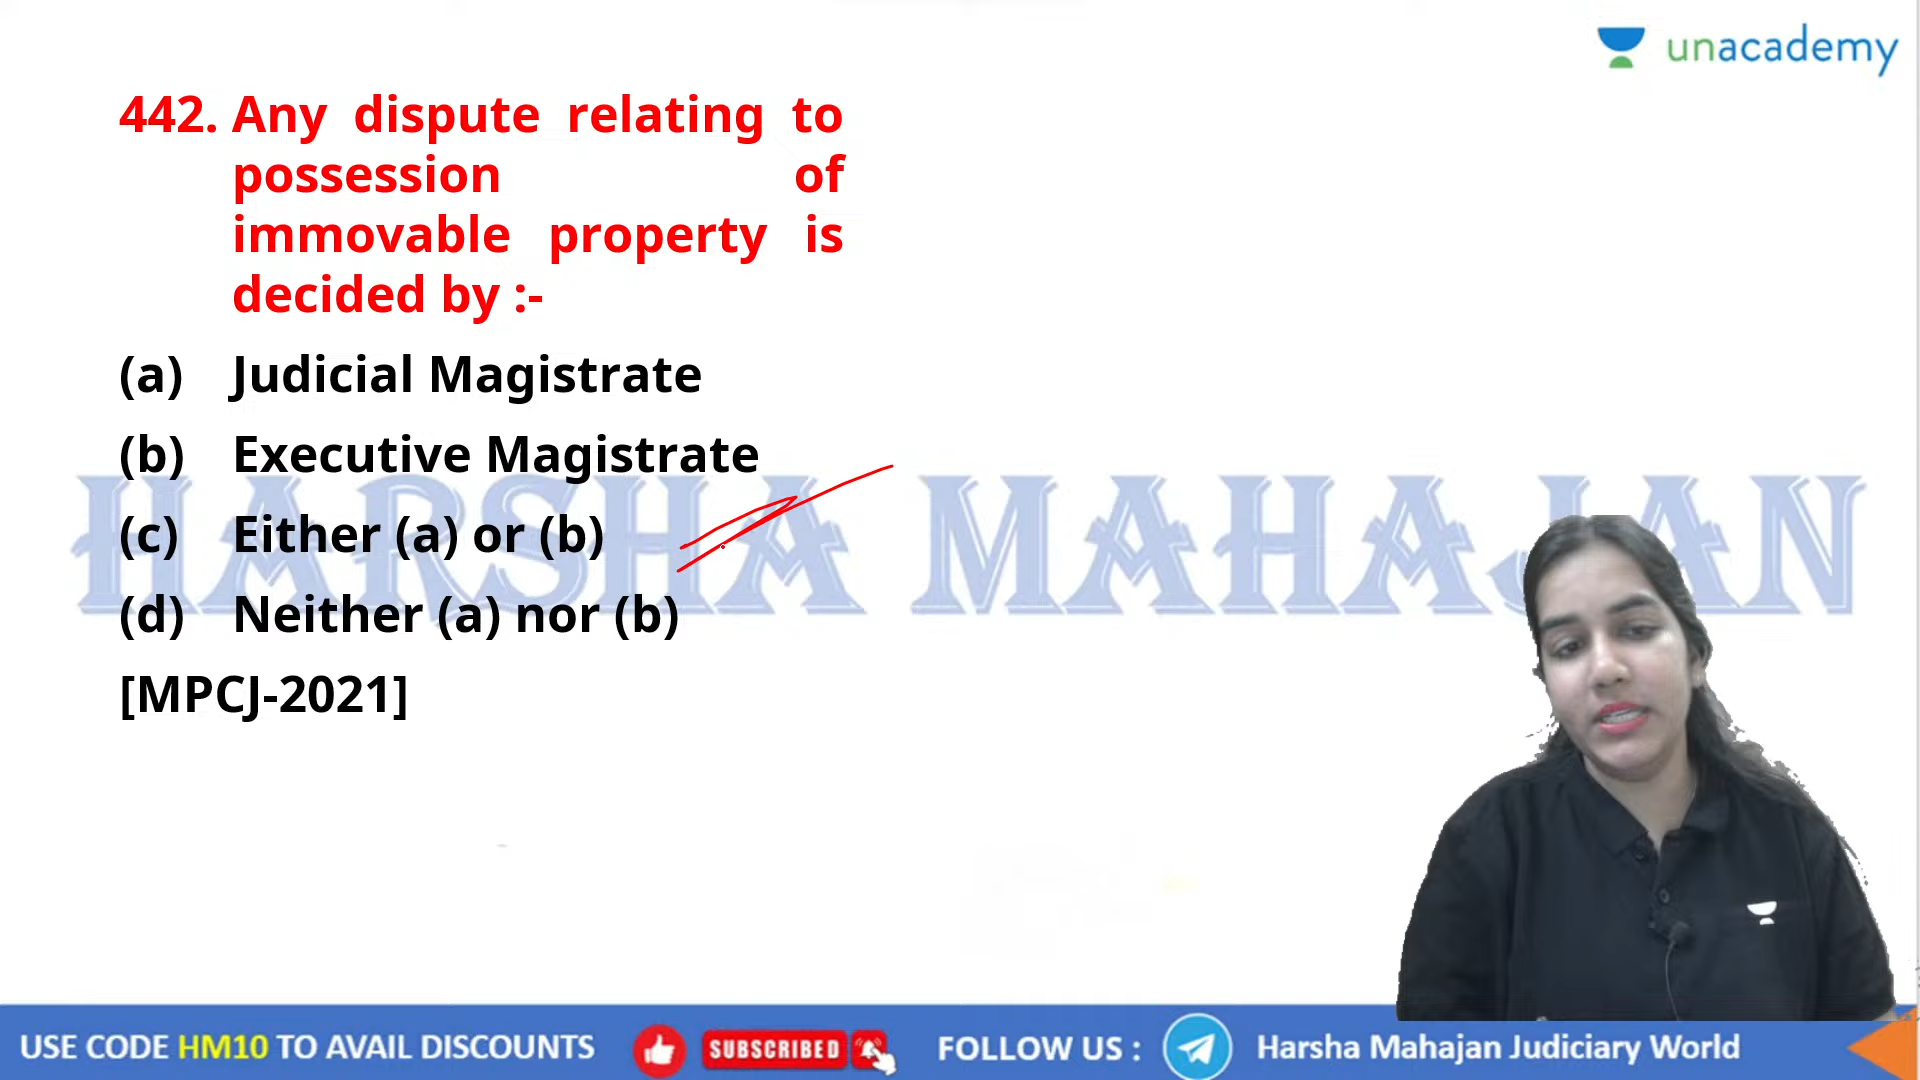 unacademy
442. Any dispute relating to
possession of
immovable property is
decided by :-
(a) Judicial Magistrate
(b) Executive Magistrate
(c) Either (a) or (b)
(d) Neither (a) nor (b)
[MPCJ-2021]
HARSHA MAHAJAN
USE CODE HM10 TO AVAIL DISCOUNTS
SUBSCRIBED
FOLLOW US :
Harsha Mahajan Judiciary World